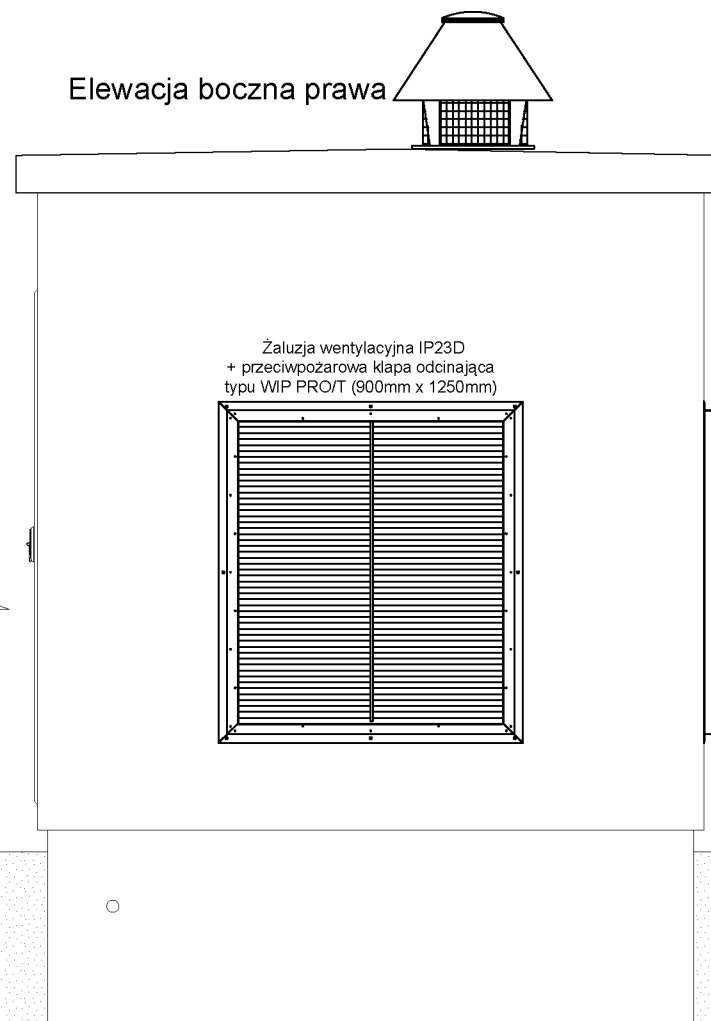 Elewacja boczna prawa
Żaluzja wentylacyjna IP23D
+ przeciwpożarowa klapa odcinająca
typu WIP PRO/T (900mm x 1250mm)